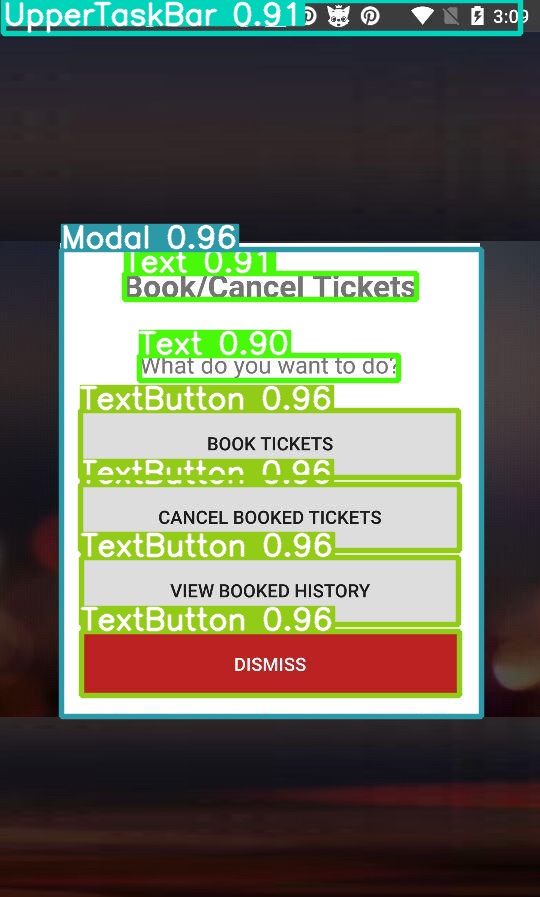 UpperTaskBar 0.91 3:09
Modal 0.96
Text 0.91
Book/Cancel Tickets
Text 0.90
What do you want to do?
TextButton 0.96
BOOK TICKETS
TextButton 0.96
CANCEL BOOKED TICKETS
TextButton 0.96
VIEW BOOKED HISTORY
TextButton 0.96
DISMISS